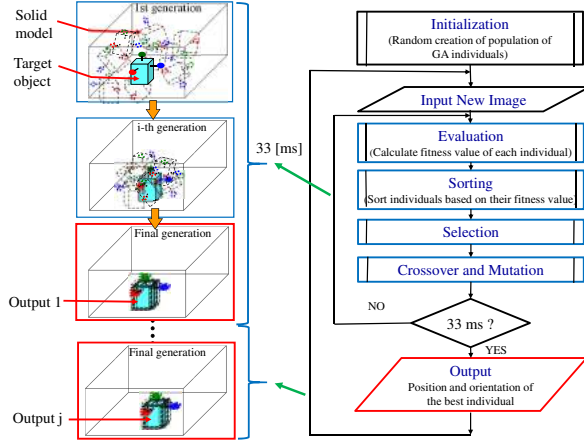 Solid
model
1st generation
Target
object
i-th generation
33 [ms]
Final generation
Output 1
Final generation
Output j
Initialization
(Random creation of population of
GA individuals)
Input New Image
Evaluation
(Calculate fitness value of each individual)
Sorting
(Sort individuals based on their fitness value)
Selection
Crossover and Mutation
NO
33 ms ?
YES
Output
Position and orientation of
the best individual